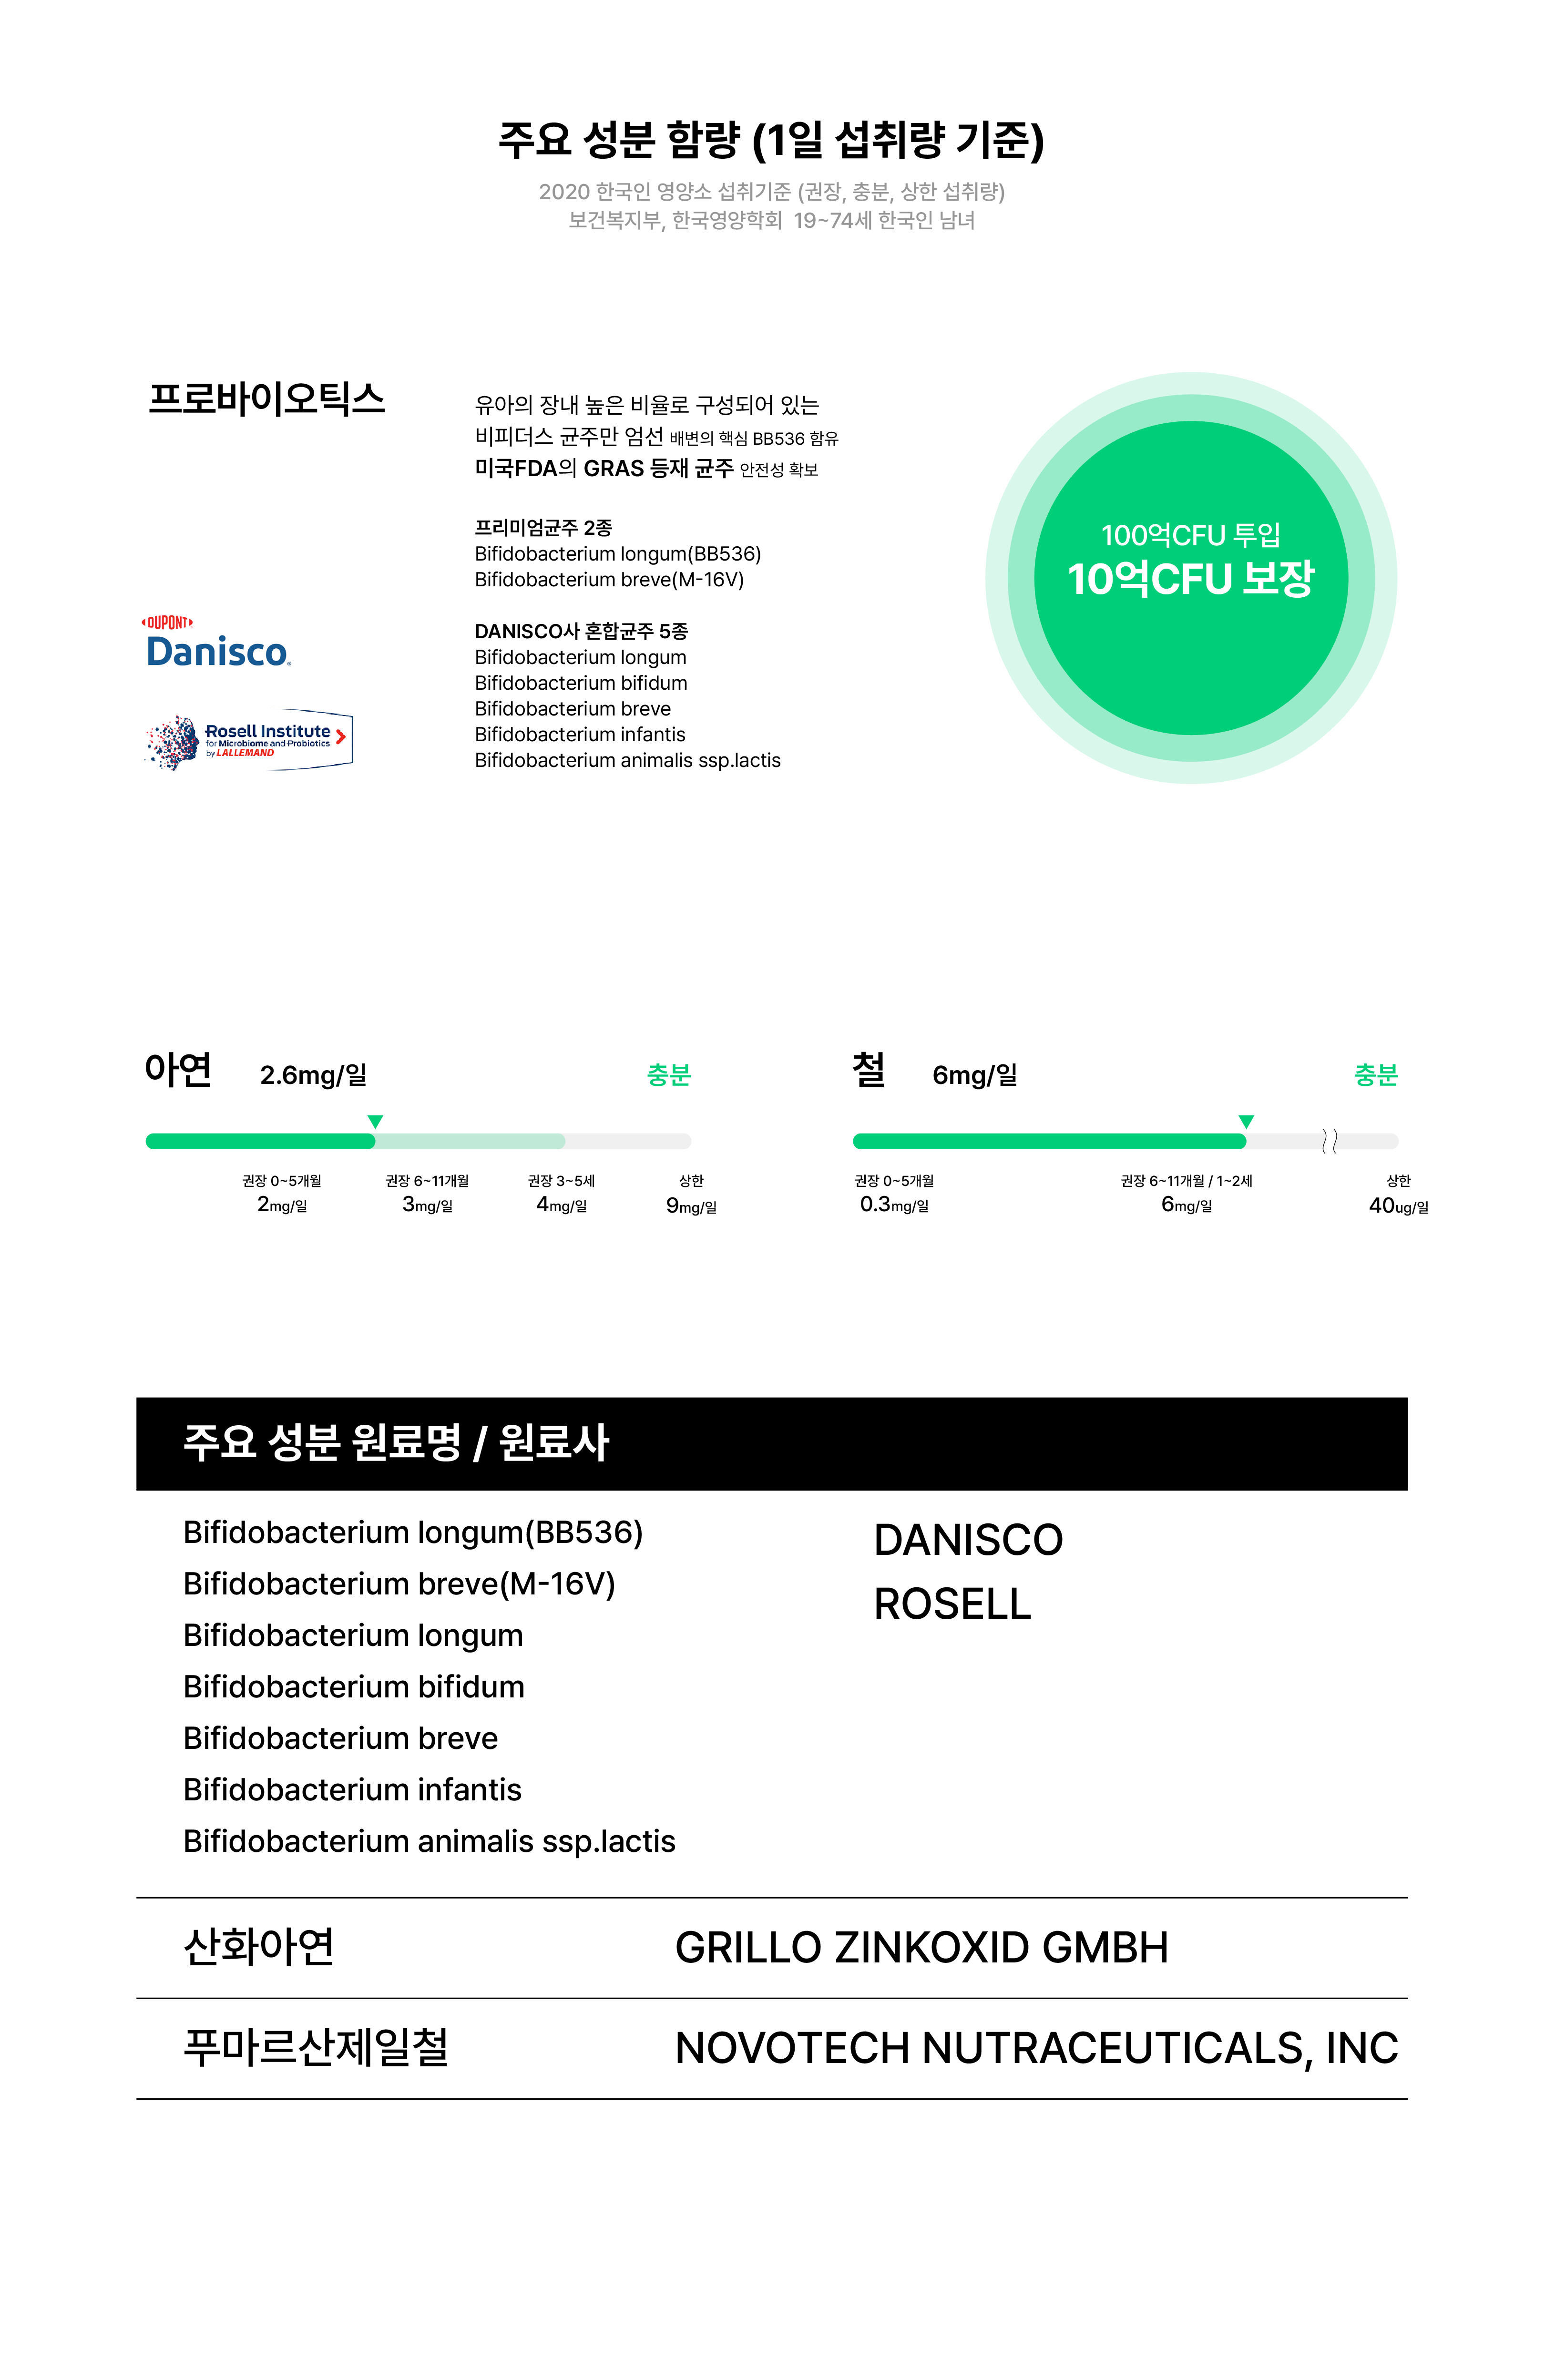 주요 성분 함량 (1일 섭취량 기준)
2020 한국인 영양소 섭취기준 (권장, 충분, 상한 섭취량)
보건복지부, 한국영양학회 19~74세 한국인 남녀
프로바이오틱스
유아의 장내 높은 비율로 구성되어 있는
비피더스 균주만 엄선 배변의 핵심 BB536 함유
미국FDA의 GRAS 등재 균주 안전성 확보
프리미엄균주 2종
Bifidobacterium longum(BB536)
Bifidobacterium breve(M-16V)
DANISCO사 혼합균주 5종
Bifidobacterium longum
Bifidobacterium bifidum
Bifidobacterium breve
Bifidobacterium infantis
Bifidobacterium animalis ssp.lactis
DUPONT
Danisco.
Rosell Institute
for Microbiome and Probiotics
by LALLEMAND
100억CFU 투입
10억CFU 보장
아연 2.6mg/일 충분
권장 0~5개월 권장 6~11개월 권장 3~5세 상한
2mg/일 3mg/일 4mg/일 9mg/일
철 6mg/일 충분
권장 0~5개월 권장 6~11개월 / 1~2세 상한
0.3mg/일 6mg/일 40ug/일
주요 성분 원료명 / 원료사
Bifidobacterium longum(BB536)
Bifidobacterium breve(M-16V)
Bifidobacterium longum
Bifidobacterium bifidum
Bifidobacterium breve
Bifidobacterium infantis
Bifidobacterium animalis ssp.lactis
DANISCO
ROSELL
산화아연 GRILLO ZINKOXID GMBH
푸마르산제일철 NOVOTECH NUTRACEUTICALS, INC